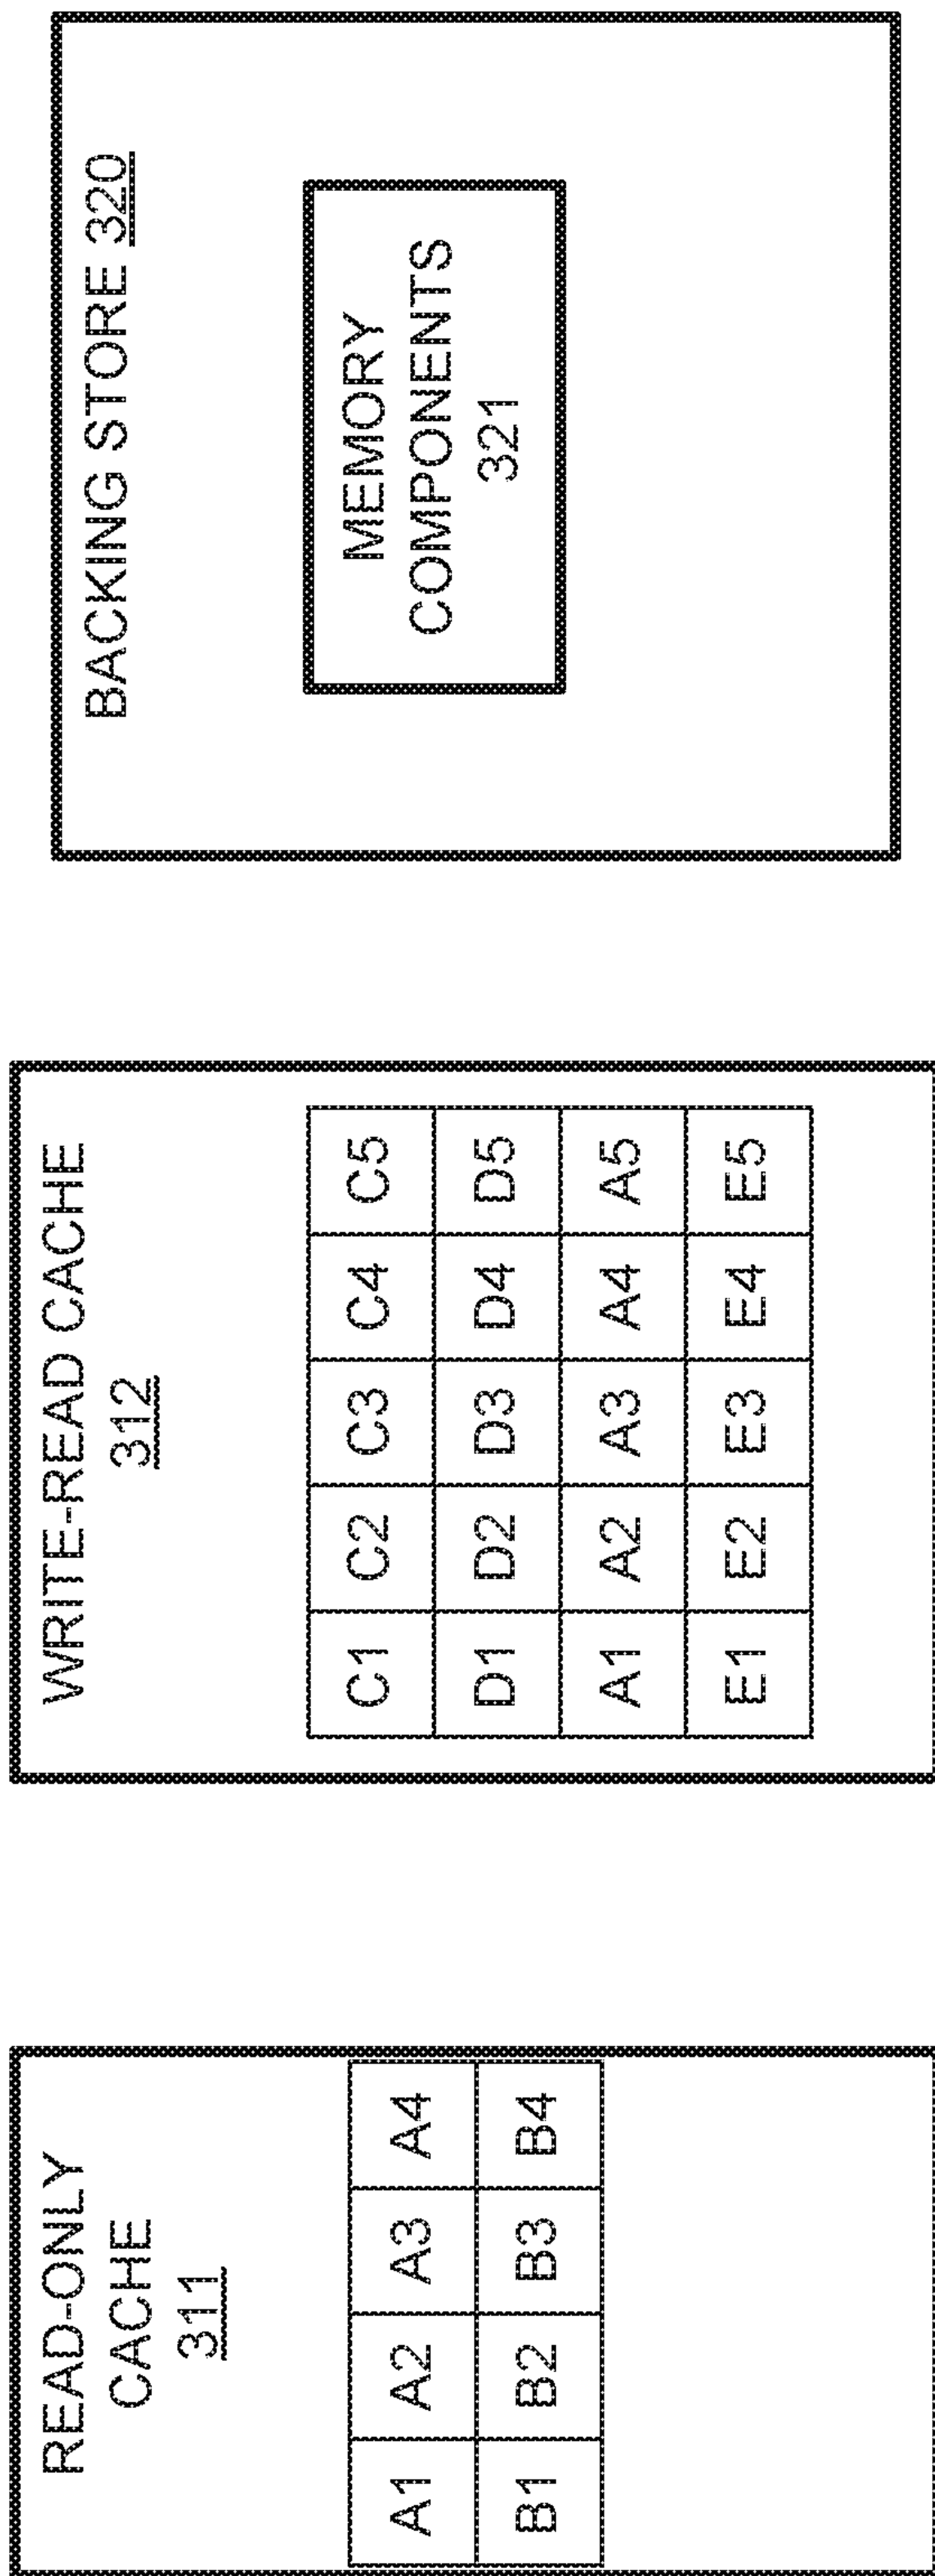 READ-ONLY
CACHE
311
A1 A2 A3 A4
B1 B2 B3 B4
WRITE-READ CACHE
312
C1 C2 C3 C4 C5
D1 D2 D3 D4 D5
A1 A2 A3 A4 A5
E1 E2 E3 E4 E5
BACKING STORE 320
MEMORY
COMPONENTS
321